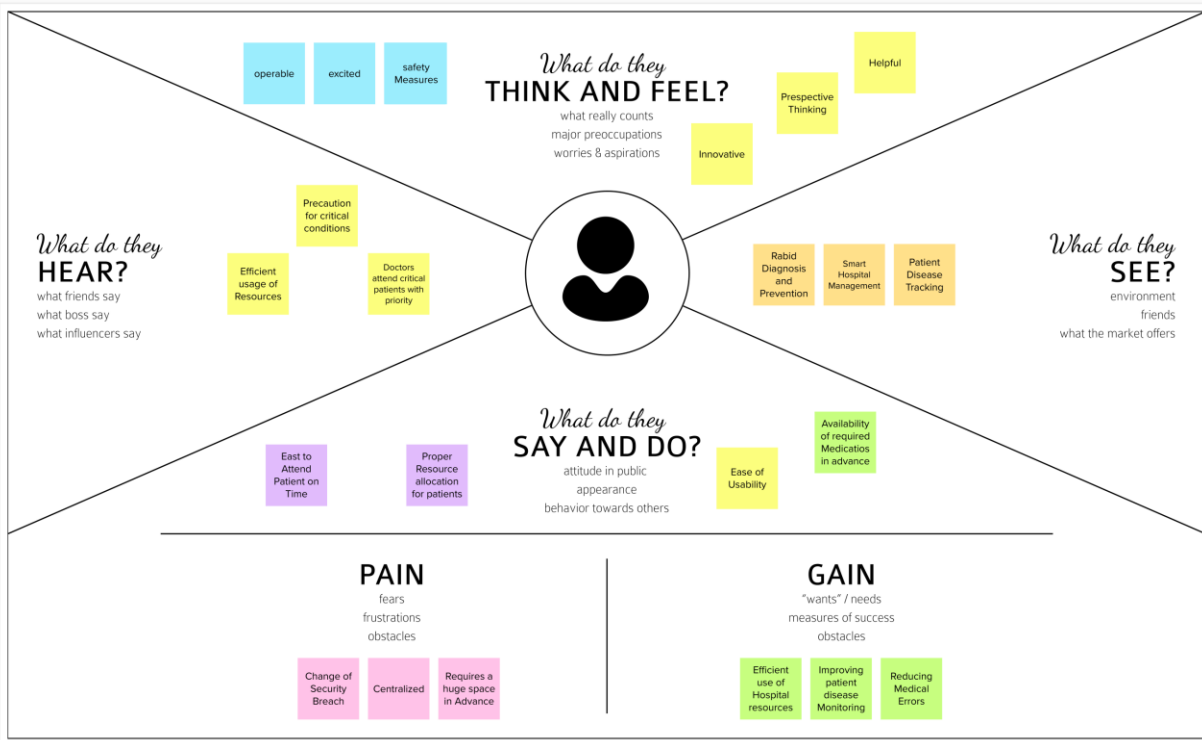 What do they
THINK AND FEEL?
what really counts
major preoccupations
worries & aspirations
operable
excited
safety
Measures
Helpful
Prespective
Thinking
Innovative
What do they
HEAR?
what friends say
what boss say
what influencers say
Precaution
for critical
conditions
Efficient
usage of
Resources
Doctors
attend critical
patients with
priority
What do they
SEE?
environment
friends
what the market offers
Rabid
Diagnosis
and
Prevention
Smart
Hospital
Management
Patient
Disease
Tracking
What do they
SAY AND DO?
attitude in public
appearance
behavior towards others
East to
Attend
Patient on
Time
Proper
Resource
allocation
for patients
Ease of
Usability
Availability
of required
Medicatios
in advance
PAIN
fears
frustrations
obstacles
Change of
Security
Breach
Centralized
Requires a
huge space
in Advance
GAIN
"wants" / needs
measures of success
obstacles
Efficient
use of
Hospital
resources
Improving
patient
disease
Monitoring
Reducing
Medical
Errors